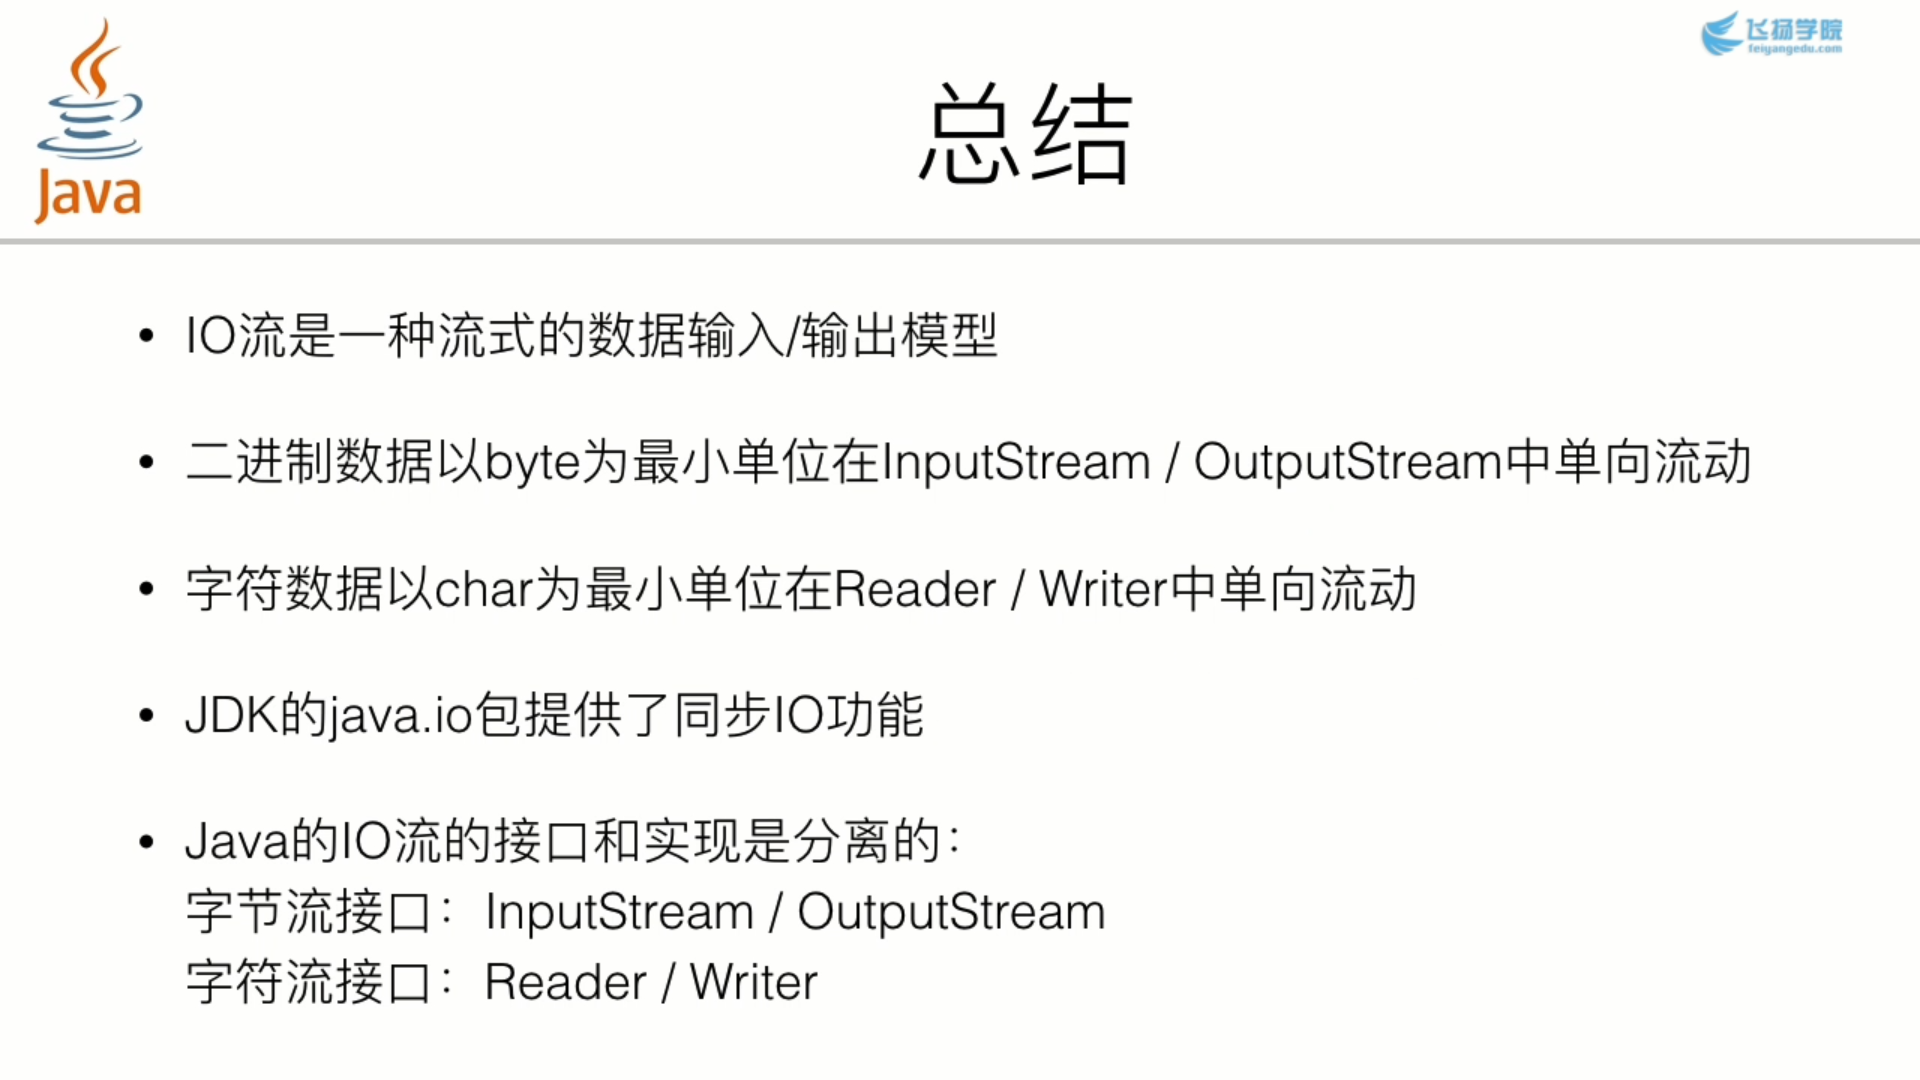 Java
飞扬学院
feiyangedu.com
总结
• IO流是一种流式的数据输入/输出模型
• 二进制数据以byte为最小单位在InputStream / OutputStream中单向流动
• 字符数据以char为最小单位在Reader / Writer中单向流动
• JDK的java.io包提供了同步IO功能
• Java的IO流的接口和实现是分离的：
字节流接口：InputStream / OutputStream
字符流接口：Reader / Writer